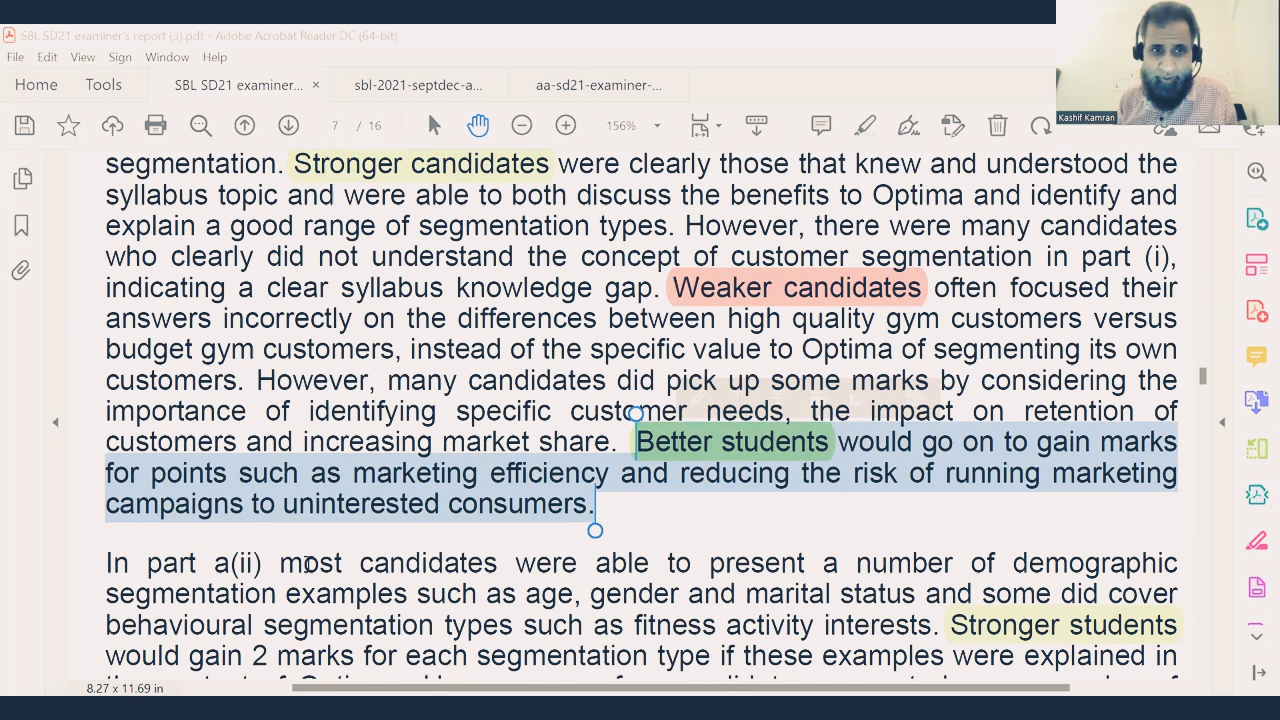 SBL SD21 examiner's report (3).pdf - Adobe Acrobat Reader DC (64-bit)
File Edit View Sign Window Help
Home Tools SBL SD21 examiner... × sbl-2021-septdec-a... aa-sd21-examiner-...
7 / 16 156%
Kashif Kamran
segmentation. Stronger candidates were clearly those that knew and understood the
syllabus topic and were able to both discuss the benefits to Optima and identify and
explain a good range of segmentation types. However, there were many candidates
who clearly did not understand the concept of customer segmentation in part (i),
indicating a clear syllabus knowledge gap. Weaker candidates often focused their
answers incorrectly on the differences between high quality gym customers versus
budget gym customers, instead of the specific value to Optima of segmenting its own
customers. However, many candidates did pick up some marks by considering the
importance of identifying specific customer needs, the impact on retention of
customers and increasing market share. Better students would go on to gain marks
for points such as marketing efficiency and reducing the risk of running marketing
campaigns to uninterested consumers.
In part a(ii) most candidates were able to present a number of demographic
segmentation examples such as age, gender and marital status and some did cover
behavioural segmentation types such as fitness activity interests. Stronger students
would gain 2 marks for each segmentation type if these examples were explained in
8.27 x 11.69 in